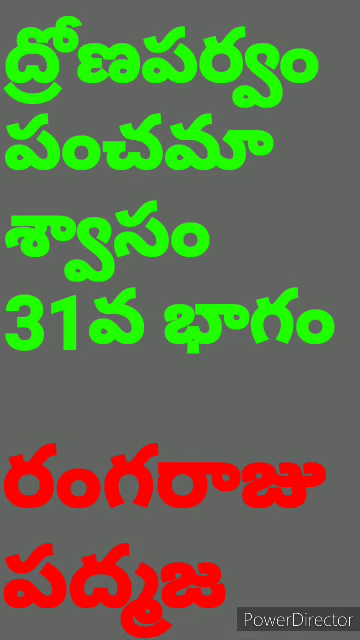 ద్రోణపర్వం
పంచమా
శ్వాసం
31వ భాగం
రంగరాజు
పద్మజ
PowerDirector